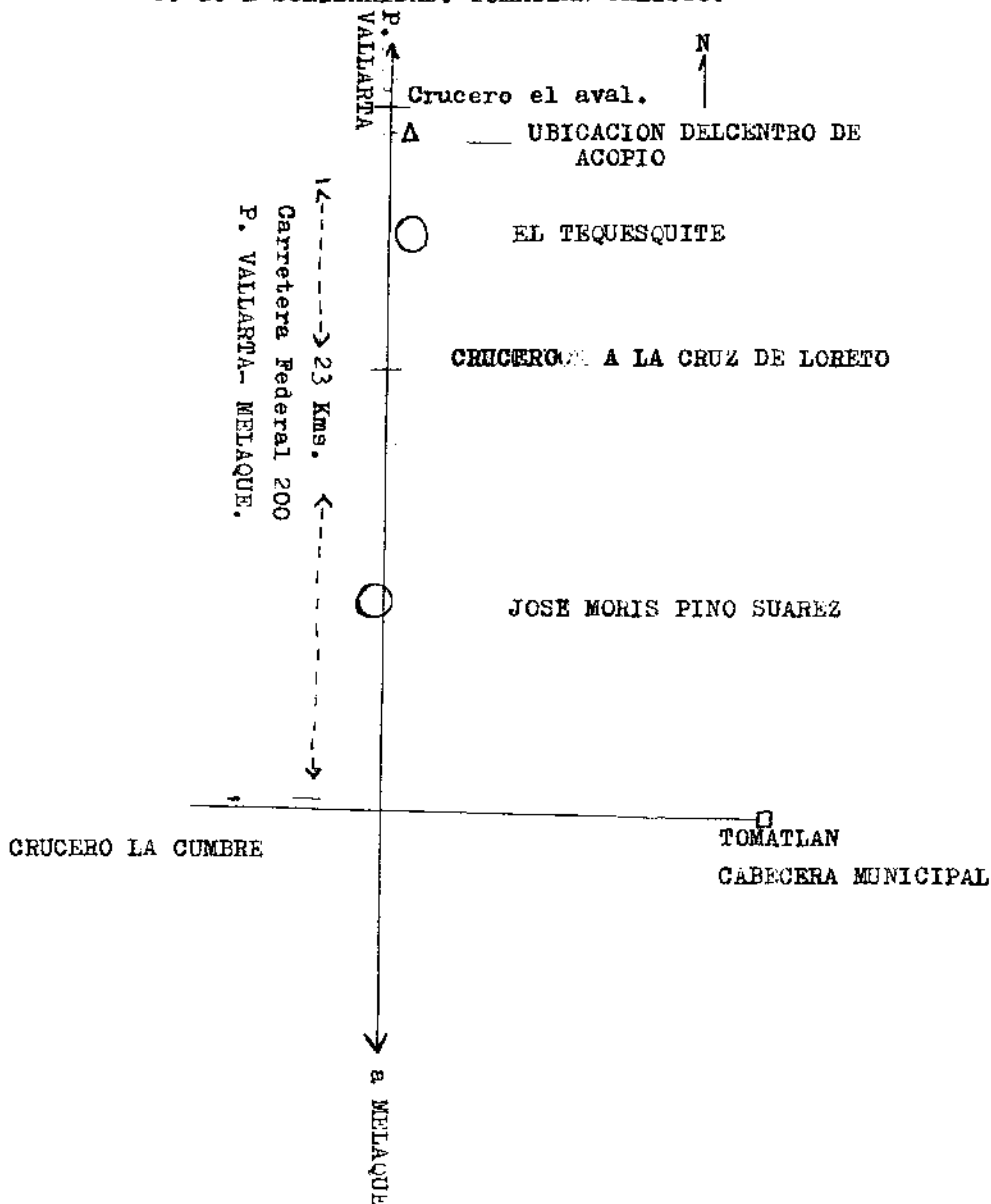 P.
VALLARTA
N
Crucero el aval.
UBICACION DELCENTRO DE
ACOPIO
EL TEQUESQUITE
CRUCERO A LA CRUZ DE LORETO
23 Kms.
Carretera Federal 200
P. VALLARTA- MELAQUE.
JOSE MORIS PINO SUAREZ
CRUCERO LA CUMBRE
TOMATLAN
CABECERA MUNICIPAL
a MELAQUE